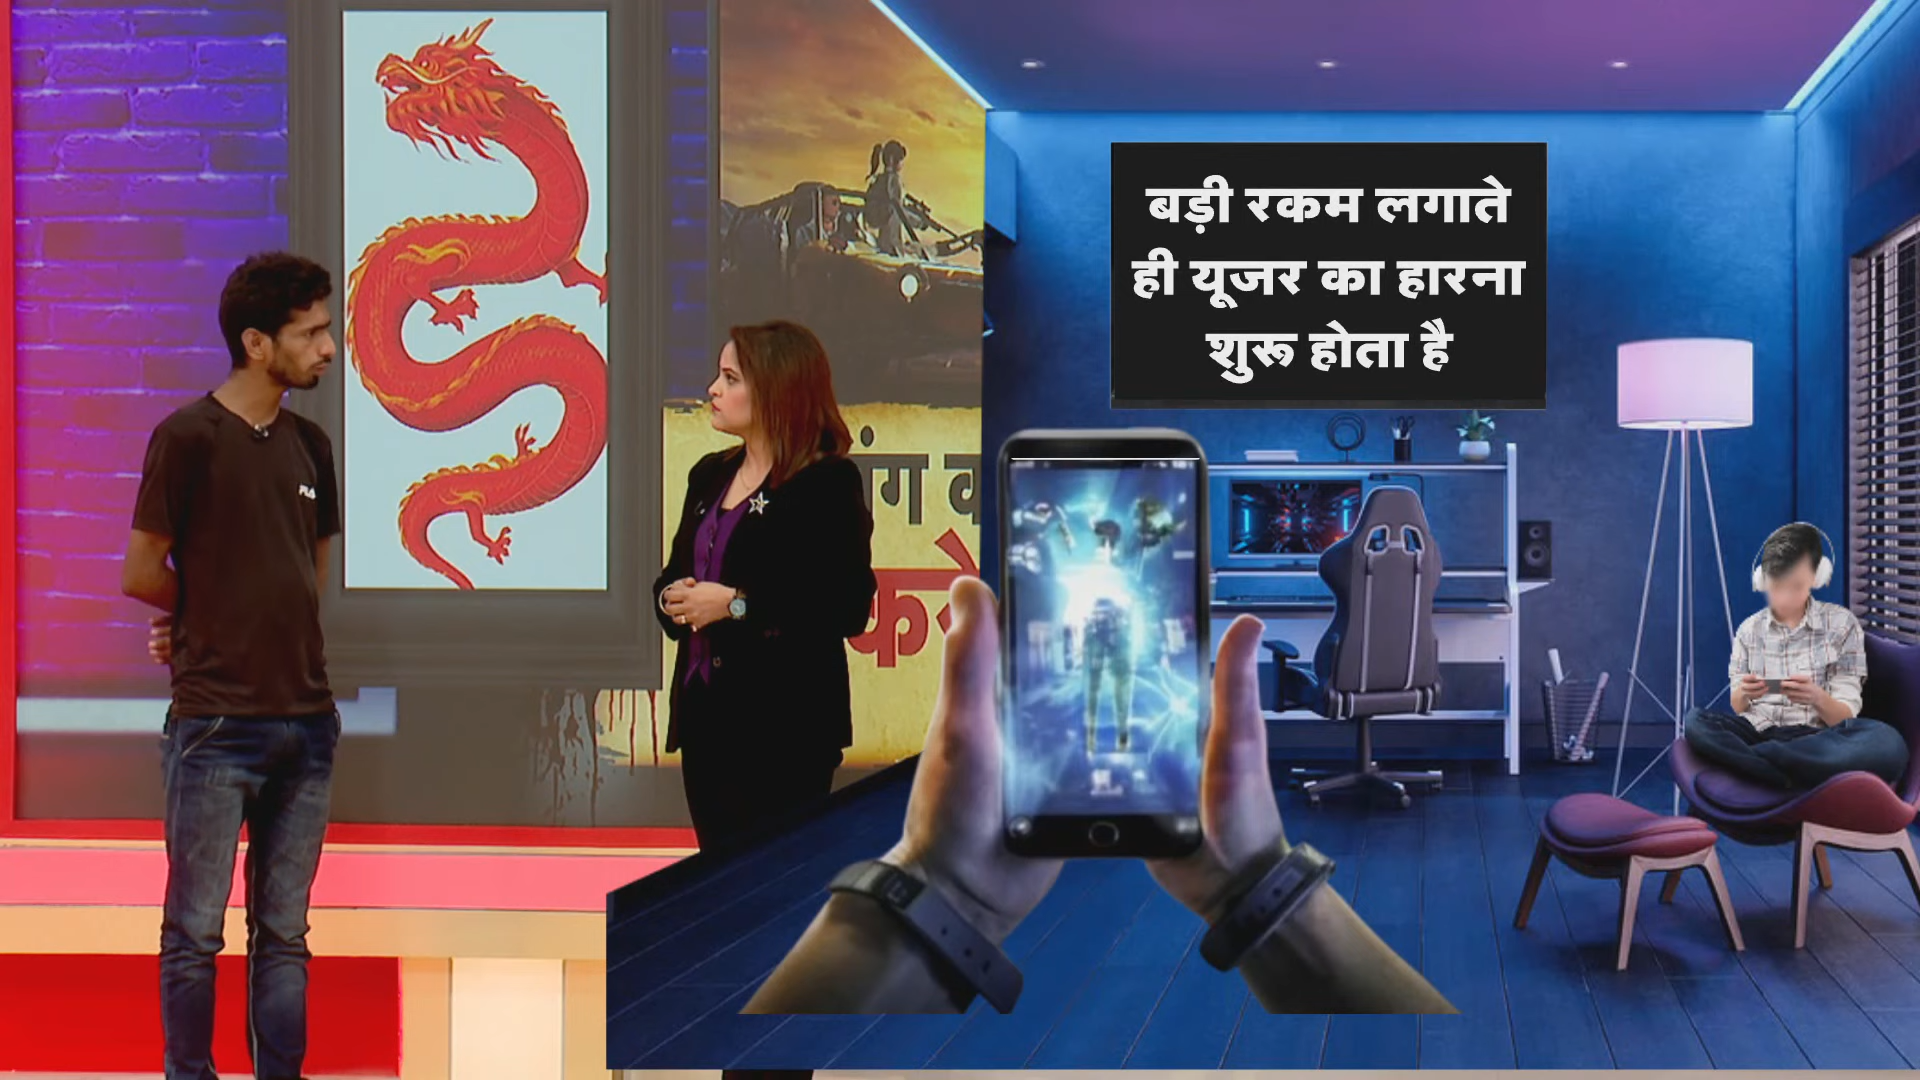 बड़ी रकम लगाते
ही यूजर का हारना
शुरू होता है